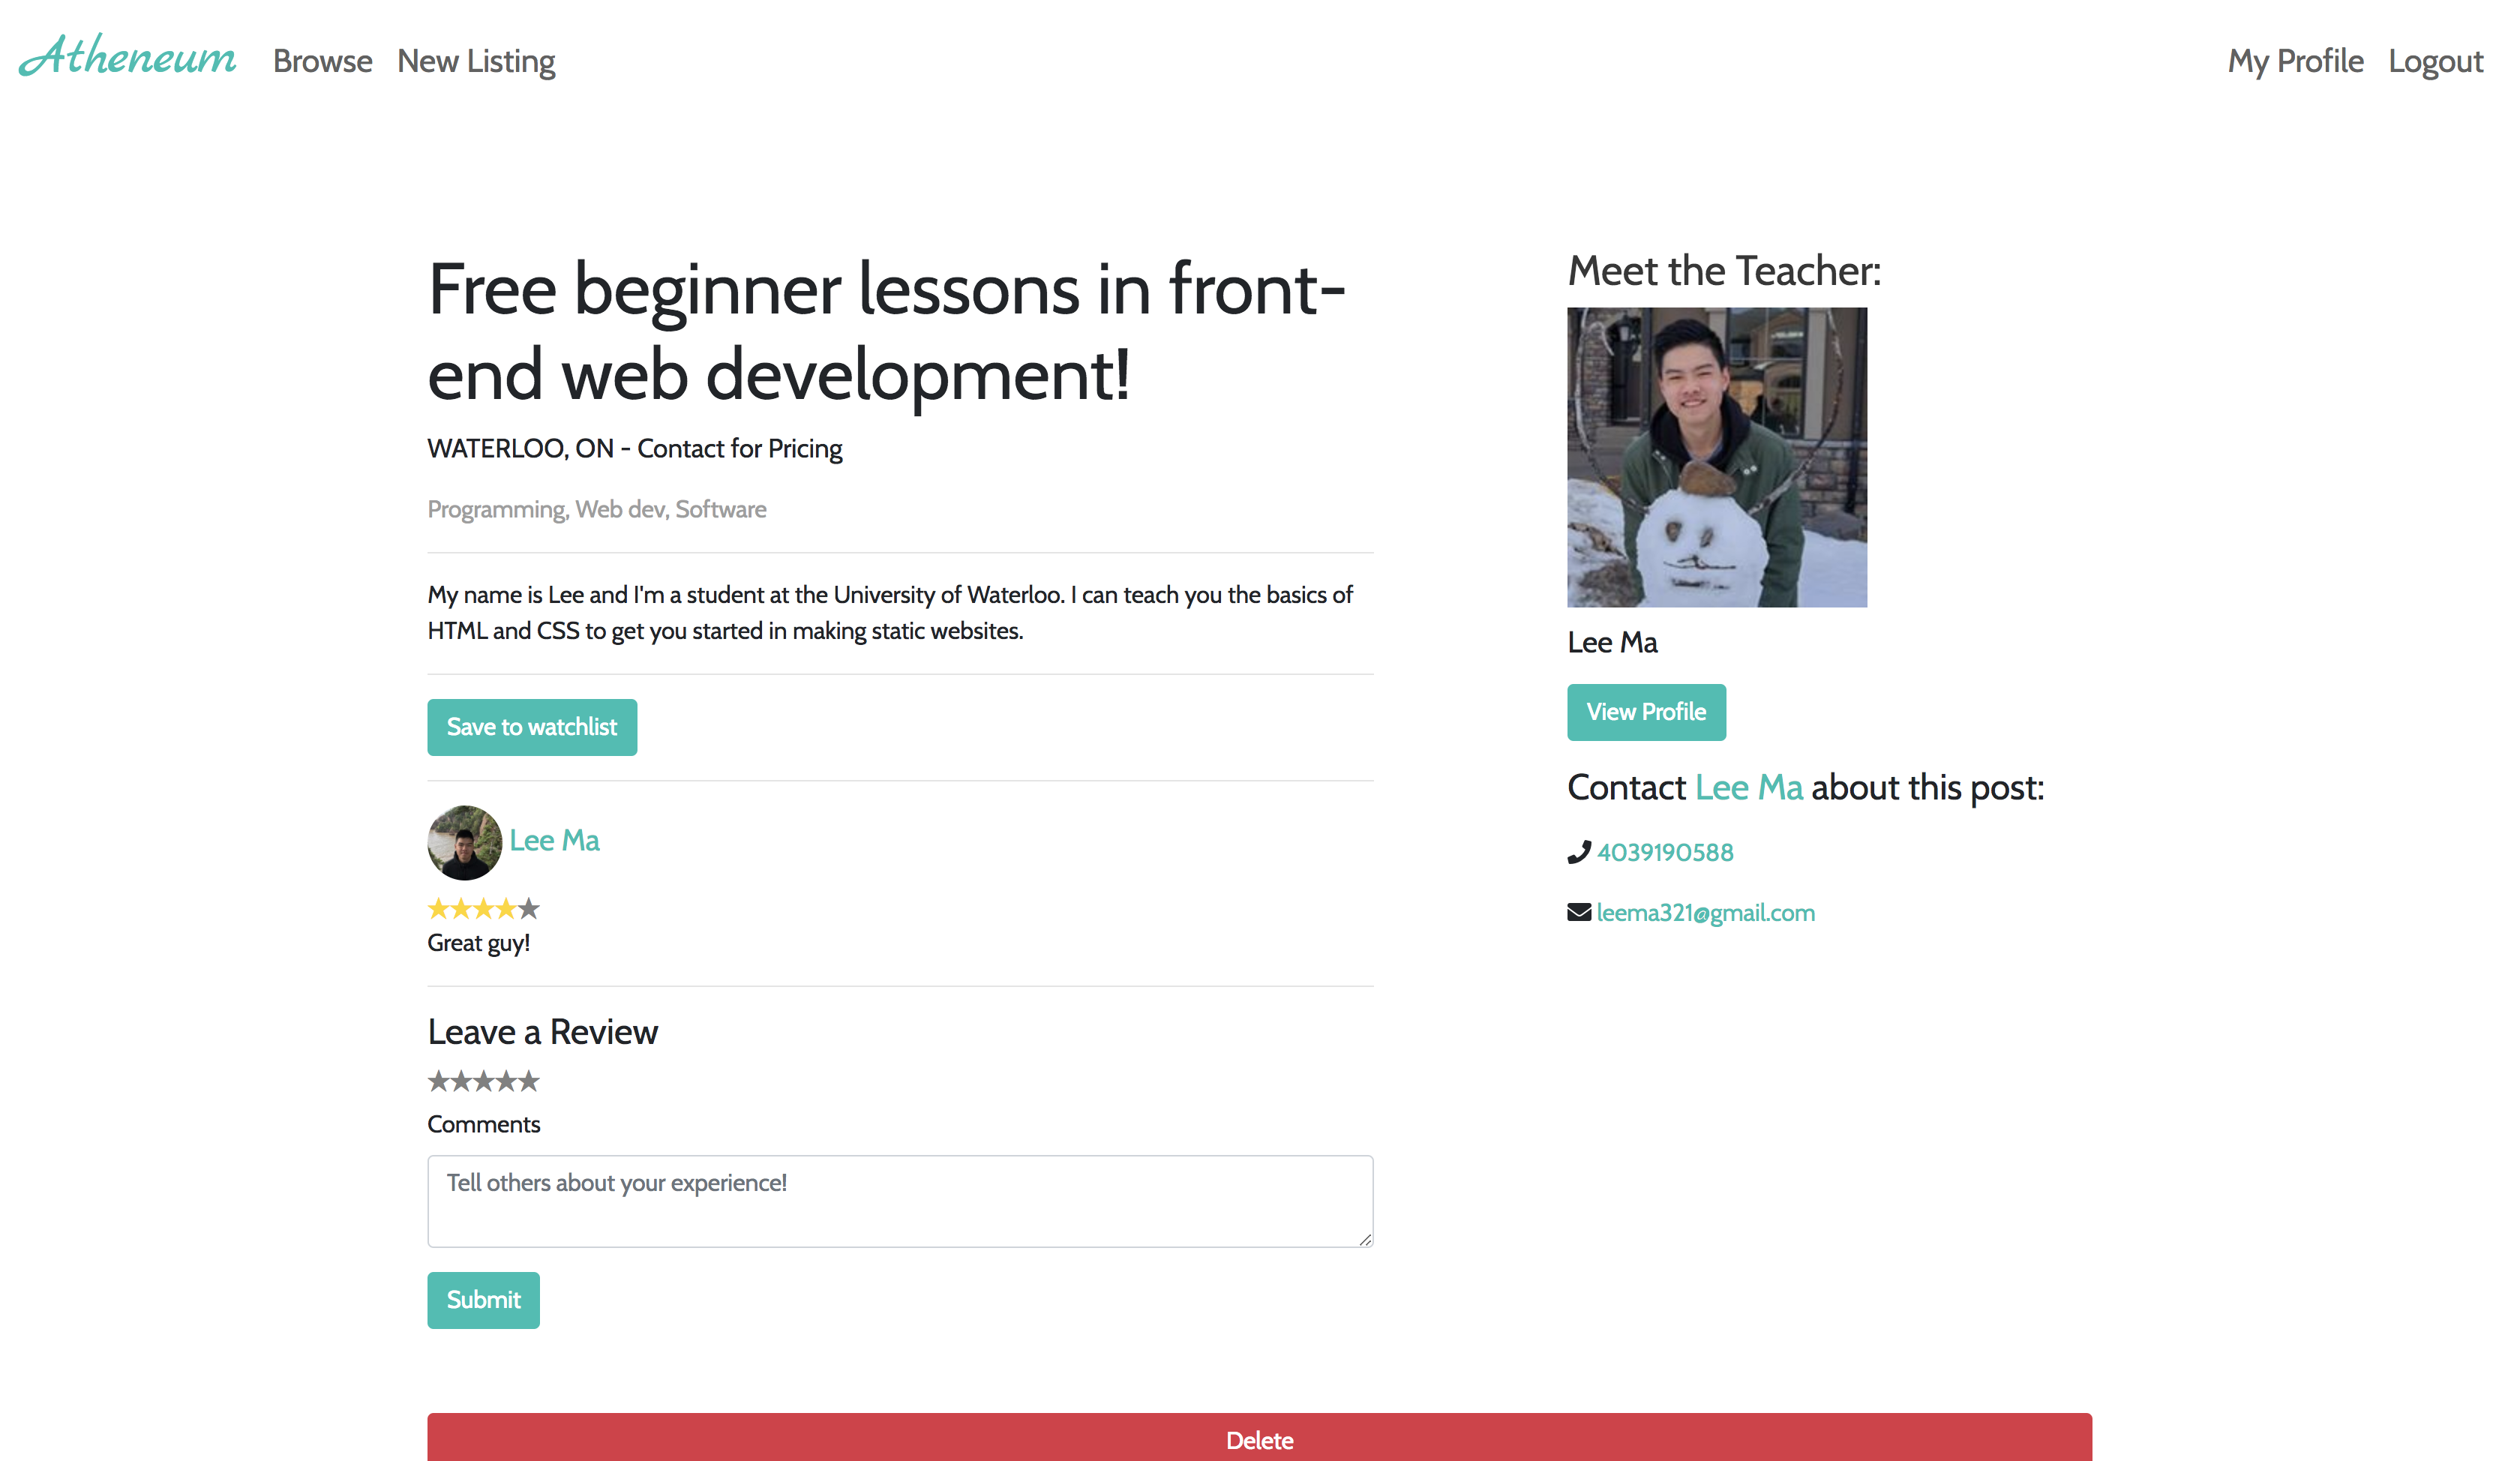 Atheneum Browse New Listing My Profile Logout
Free beginner lessons in front-
end web development!
WATERLOO, ON - Contact for Pricing
Programming, Web dev, Software
My name is Lee and I'm a student at the University of Waterloo. I can teach you the basics of
HTML and CSS to get you started in making static websites.
Save to watchlist
Lee Ma
Great guy!
Leave a Review
Comments
Tell others about your experience!
Submit
Meet the Teacher:
Lee Ma
View Profile
Contact Lee Ma about this post:
4039190588
leema321@gmail.com
Delete